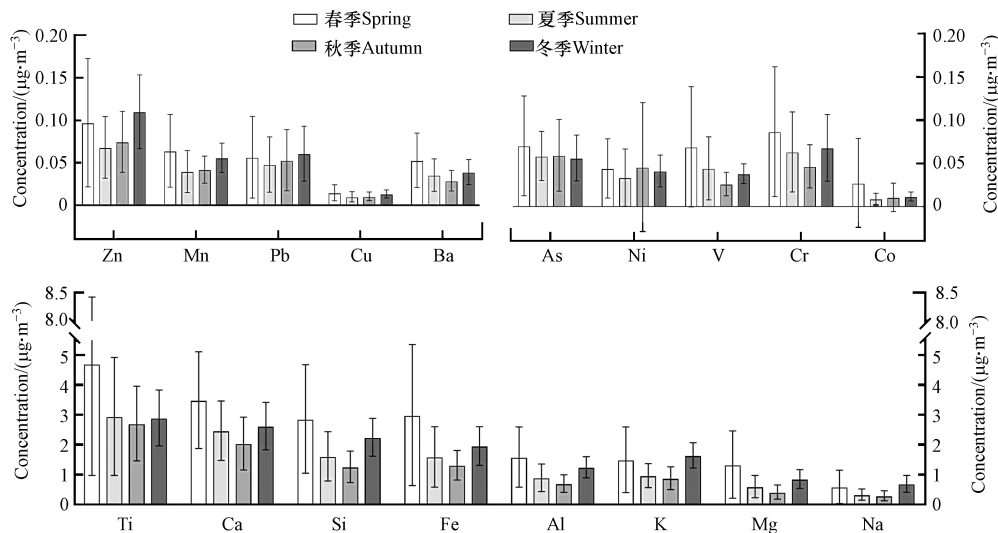 春季Spring
夏季Summer
秋季Autumn
冬季Winter
Concentration/(μg·m⁻³)
0.20
0.15
0.10
0.05
0
Zn Mn Pb Cu Ba
0.20
0.15
0.10
0.05
0
Concentration/(μg·m⁻³)
As Ni V Cr Co
Concentration/(μg·m⁻³)
8.5
8.0
5
4
3
2
1
0
8.5
8.0
5
4
3
2
1
0
Concentration/(μg·m⁻³)
Ti Ca Si Fe Al K Mg Na